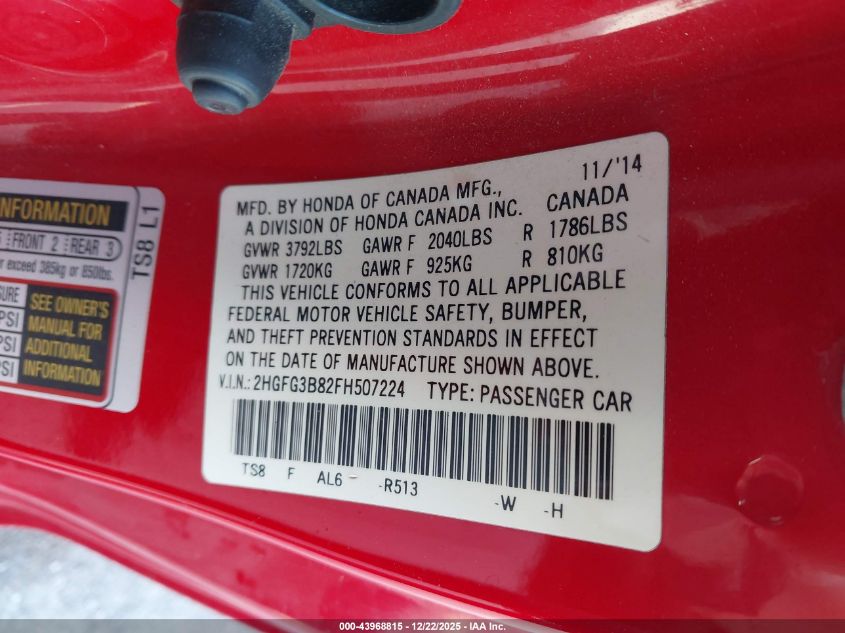 11/'14
MFD. BY HONDA OF CANADA MFG.,
A DIVISION OF HONDA CANADA INC. CANADA
GVWR 3792LBS GAWR F 2040LBS R 1786LBS
GVWR 1720KG GAWR F 925KG R 810KG
THIS VEHICLE CONFORMS TO ALL APPLICABLE
FEDERAL MOTOR VEHICLE SAFETY, BUMPER,
AND THEFT PREVENTION STANDARDS IN EFFECT
ON THE DATE OF MANUFACTURE SHOWN ABOVE.
V.I.N.: 2HGFG3B82FH507224 TYPE: PASSENGER CAR
TS8 F AL6 - -R513 -W -H
NFORMATION
FRONT 2 REAR 3
exceed 385kg or 850lbs.
SURE
PSI
PSI
PSI
SEE OWNER'S
MANUAL FOR
ADDITIONAL
INFORMATION
TS8 L1
000-43968815 - 12/22/2025 - IAA Inc.